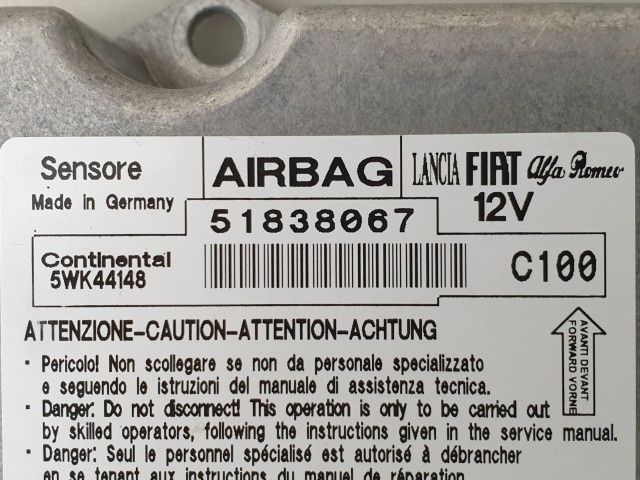 Sensore AIRBAG LANCIA FIAT Alfa Romeo
Made in Germany 51838067 12V
Continental
5WK44148 C100
ATTENZIONE-CAUTION-ATTENTION-ACHTUNG
• Pericolo! Non scollegare se non da personale specializzato
e seguendo le istruzioni del manuale di assistenza tecnica.
• Danger: Do not disconnect! This operation is only to be carried out
by skilled operators, following the instructions given in the service manual.
• Danger: Seul le personnel spécialisé est autorisé à débrancher
en se tenant aux instructions du manuel de réparation.
AVANTI DEVANT
FORWARD VORNE